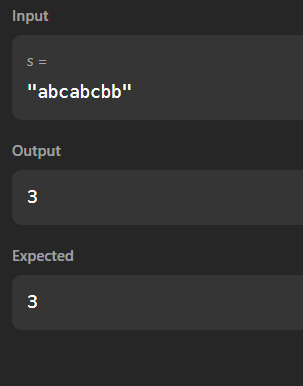 Input
s =
"abcabcbb"
Output
3
Expected
3